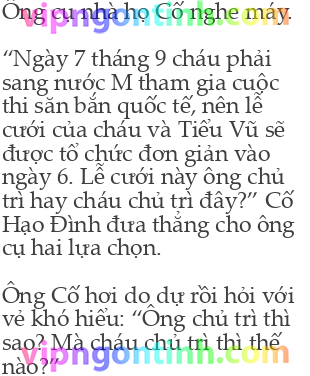 Ông cụ nhà họ Cố nghe máy.
“Ngày 7 tháng 9 cháu phải
sang nước M tham gia cuộc
thi săn bắn quốc tế, nên lễ
cưới của cháu và Tiểu Vũ sẽ
được tổ chức đơn giản vào
ngày 6. Lễ cưới này ông chủ
trì hay cháu chủ trì đây?” Cố
Hạo Đình đưa thẳng cho ông
cụ hai lựa chọn.
Ông Cố hơi do dự rồi hỏi với
vẻ khó hiểu: “Ông chủ trì thì
sao? Mà cháu chủ trì thì thế
nào?”
vipngontinh.com
vipngontinh.com